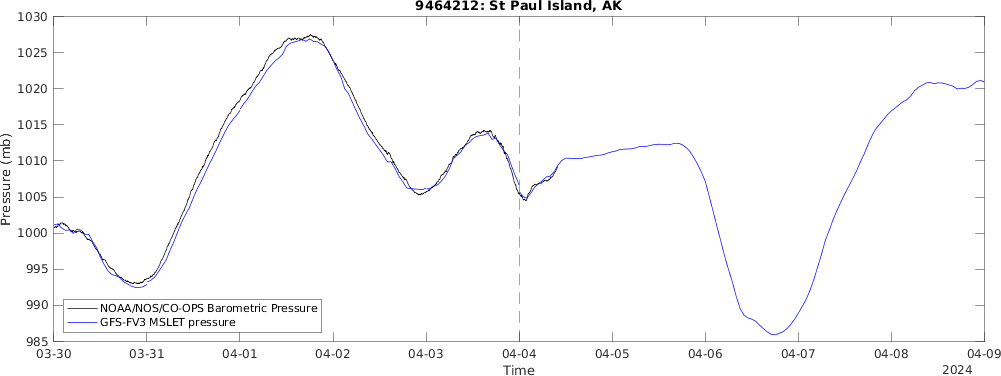 9464212: St Paul Island, AK
1030
1025
1020
1015
1010
1005
1000
995
990
985
Pressure (mb)
NOAA/NOS/CO-OPS Barometric Pressure
GFS-FV3 MSLET pressure
03-30 03-31 04-01 04-02 04-03 04-04 04-05 04-06 04-07 04-08 04-09
Time
2024